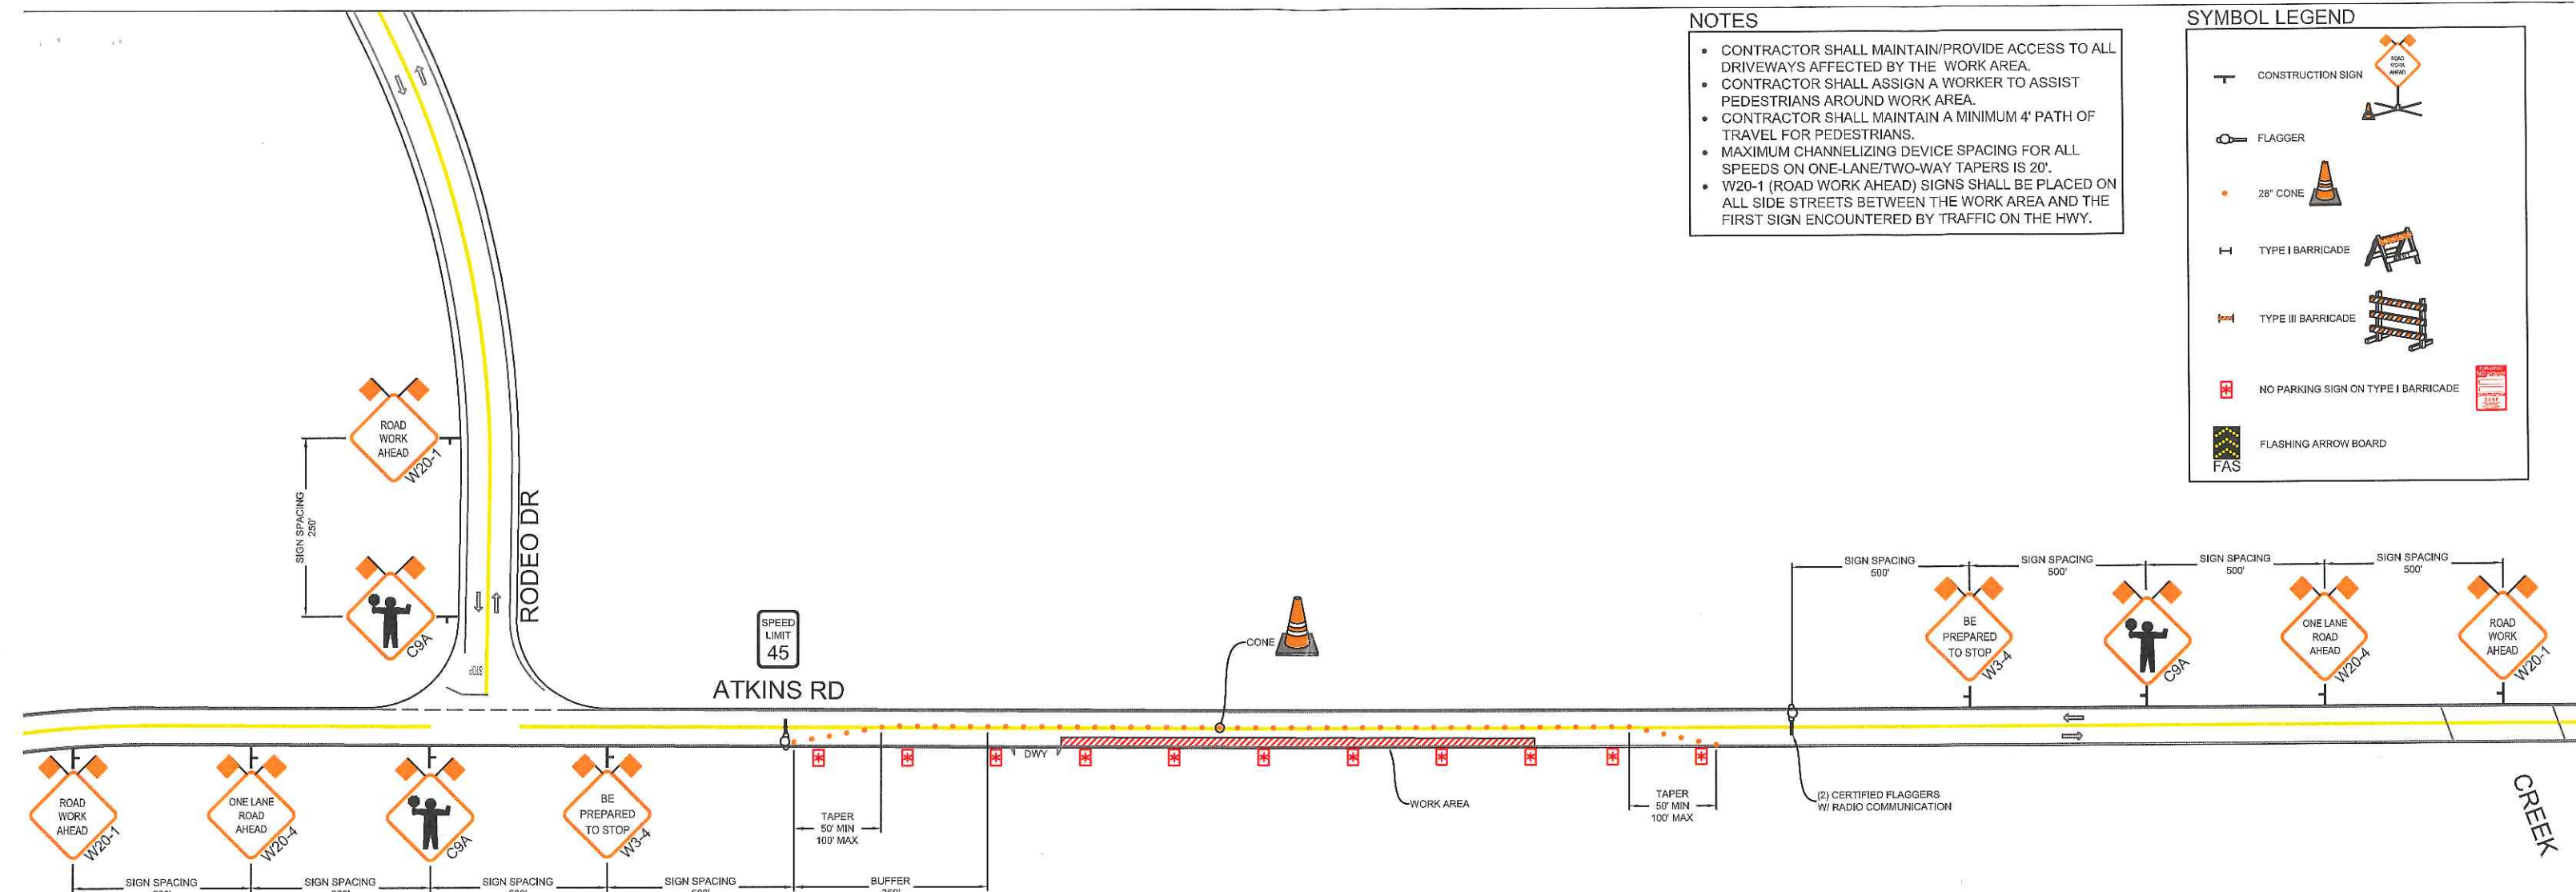 NOTES
• CONTRACTOR SHALL MAINTAIN/PROVIDE ACCESS TO ALL
DRIVEWAYS AFFECTED BY THE WORK AREA.
• CONTRACTOR SHALL ASSIGN A WORKER TO ASSIST
PEDESTRIANS AROUND WORK AREA.
• CONTRACTOR SHALL MAINTAIN A MINIMUM 4' PATH OF
TRAVEL FOR PEDESTRIANS.
• MAXIMUM CHANNELIZING DEVICE SPACING FOR ALL
SPEEDS ON ONE-LANE/TWO-WAY TAPERS IS 20'.
• W20-1 (ROAD WORK AHEAD) SIGNS SHALL BE PLACED ON
ALL SIDE STREETS BETWEEN THE WORK AREA AND THE
FIRST SIGN ENCOUNTERED BY TRAFFIC ON THE HWY.
SYMBOL LEGEND
CONSTRUCTION SIGN
ROAD
WORK
AHEAD
FLAGGER
28" CONE
TYPE I BARRICADE
TYPE III BARRICADE
NO PARKING SIGN ON TYPE I BARRICADE
FLASHING ARROW BOARD
FAS
ROAD
WORK
AHEAD
W20-1
SIGN SPACING
250'
C9A
RODEO DR
STOP
SPEED
LIMIT
45
ATKINS RD
CONE
SIGN SPACING
500'
SIGN SPACING
500'
SIGN SPACING
500'
SIGN SPACING
500'
BE
PREPARED
TO STOP
W3-4
C9A
ONE LANE
ROAD
AHEAD
W20-4
ROAD
WORK
AHEAD
W20-1
DWY
ROAD
WORK
AHEAD
W20-1
ONE LANE
ROAD
AHEAD
W20-4
C9A
BE
PREPARED
TO STOP
W3-4
TAPER
50' MIN
100' MAX
WORK AREA
TAPER
50' MIN
100' MAX
(2) CERTIFIED FLAGGERS
W/ RADIO COMMUNICATION
CREEK
SIGN SPACING
SIGN SPACING
SIGN SPACING
SIGN SPACING
BUFFER